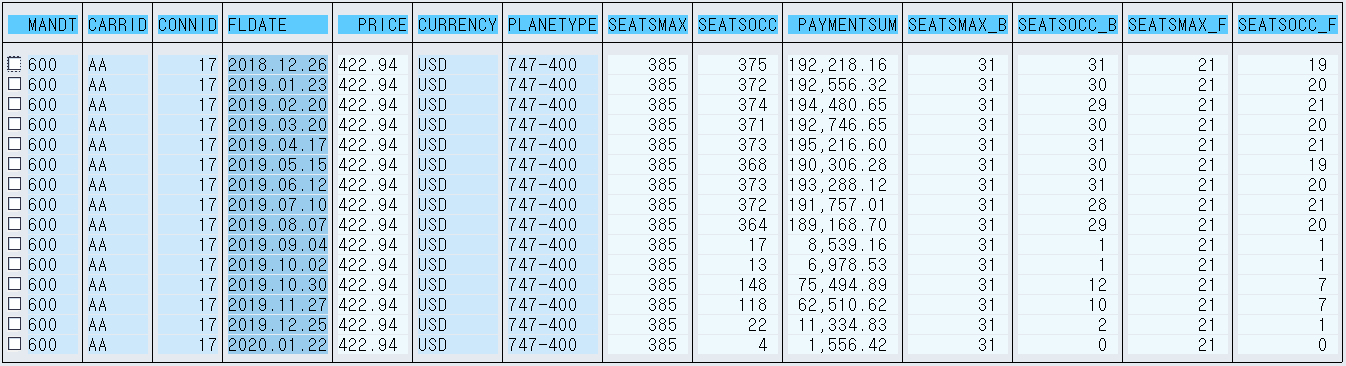 MANDT CARRID CONNID FLDATE PRICE CURRENCY PLANETYPE SEATSMAX SEATSOCC PAYMENTSUM SEATSMAX_B SEATSOCC_B SEATSMAX_F SEATSOCC_F
600 AA 17 2018.12.26 422.94 USD 747-400 385 375 192,218.16 31 31 21 19
600 AA 17 2019.01.23 422.94 USD 747-400 385 372 192,556.32 31 30 21 20
600 AA 17 2019.02.20 422.94 USD 747-400 385 374 194,480.65 31 29 21 21
600 AA 17 2019.03.20 422.94 USD 747-400 385 371 192,746.65 31 30 21 20
600 AA 17 2019.04.17 422.94 USD 747-400 385 373 195,216.60 31 31 21 21
600 AA 17 2019.05.15 422.94 USD 747-400 385 368 190,306.28 31 30 21 19
600 AA 17 2019.06.12 422.94 USD 747-400 385 373 193,288.12 31 31 21 20
600 AA 17 2019.07.10 422.94 USD 747-400 385 372 191,757.01 31 28 21 21
600 AA 17 2019.08.07 422.94 USD 747-400 385 364 189,168.70 31 29 21 20
600 AA 17 2019.09.04 422.94 USD 747-400 385 17 8,539.16 31 1 21 1
600 AA 17 2019.10.02 422.94 USD 747-400 385 13 6,978.53 31 1 21 1
600 AA 17 2019.10.30 422.94 USD 747-400 385 148 75,494.89 31 12 21 7
600 AA 17 2019.11.27 422.94 USD 747-400 385 118 62,510.62 31 10 21 7
600 AA 17 2019.12.25 422.94 USD 747-400 385 22 11,334.83 31 2 21 1
600 AA 17 2020.01.22 422.94 USD 747-400 385 4 1,556.42 31 0 21 0